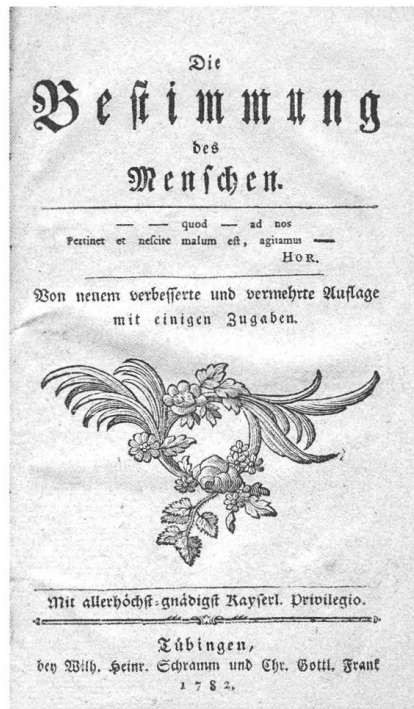 Die
Bestimmung
des
Menschen.
— — quod — ad nos
Pertinet et nescire malum est, agitamus —
HOR.
Von neuem verbesserte und vermehrte Auflage
mit einigen Zugaben.
Mit allerhöchst-gnädigst Kayserl. Privilegio.
Tübingen,
bey Wilh. Heinr. Schramm und Chr. Gottl. Frank
1782.